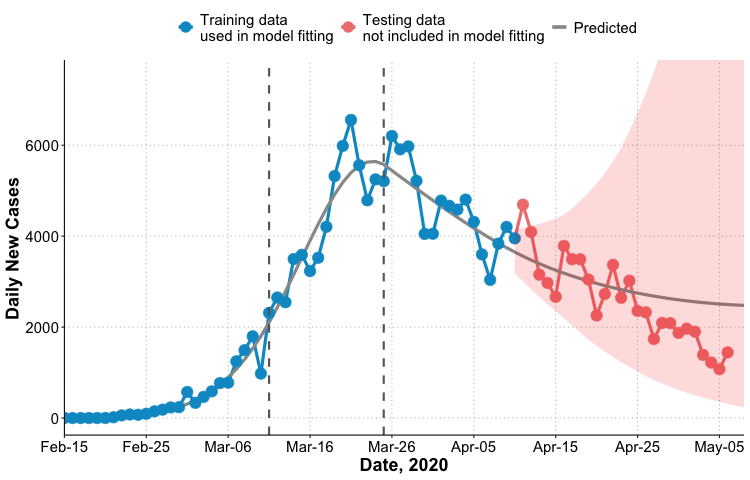 Training data
used in model fitting
Testing data
not included in model fitting
Predicted
Daily New Cases
6000
4000
2000
0
Feb-15 Feb-25 Mar-06 Mar-16 Mar-26 Apr-05 Apr-15 Apr-25 May-05
Date, 2020